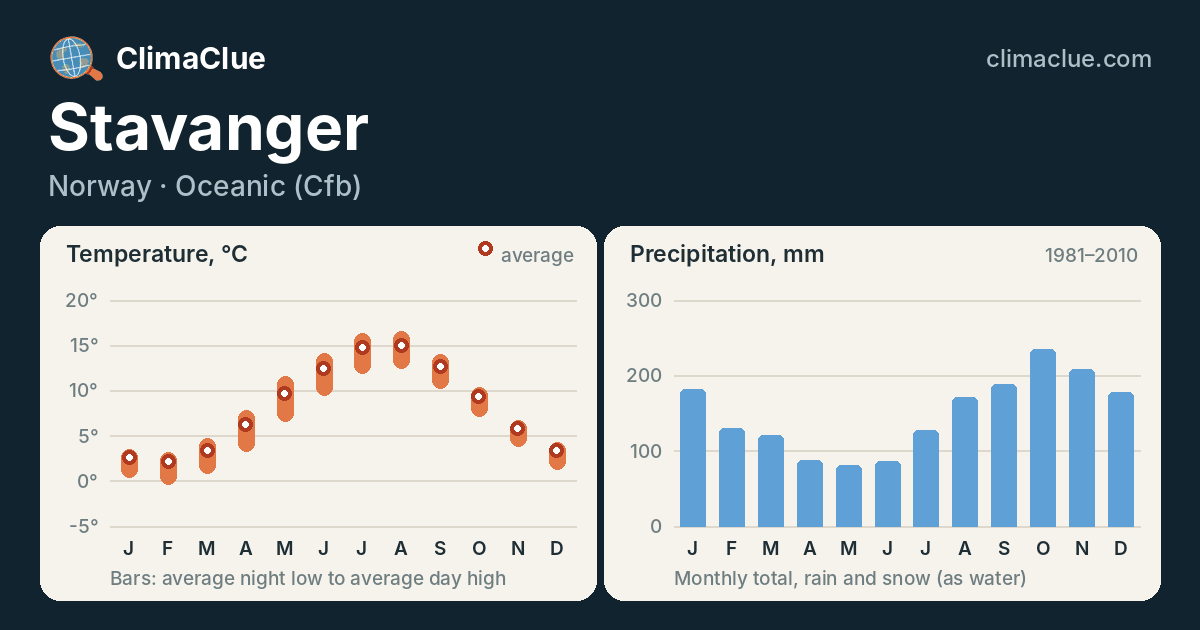 ClimaClue
climaclue.com
Stavanger
Norway · Oceanic (Cfb)
Temperature, °C
average
20°
15°
10°
5°
0°
-5°
J F M A M J J A S O N D
Bars: average night low to average day high
Precipitation, mm
1981–2010
300
200
100
0
J F M A M J J A S O N D
Monthly total, rain and snow (as water)